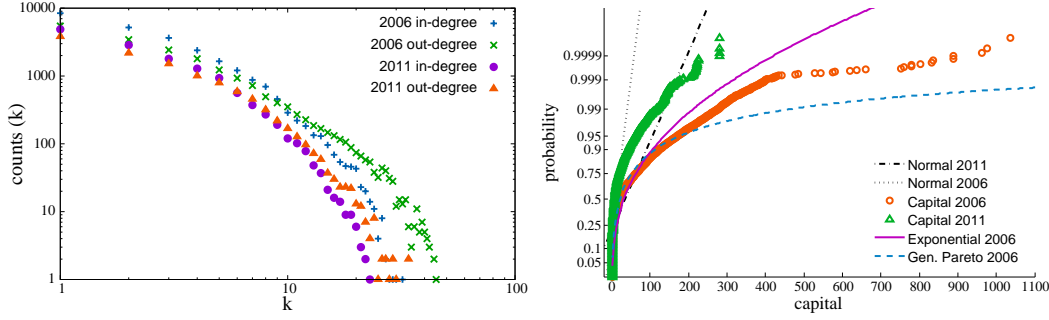 10000
1000
100
10
1
counts (k)
1
10
100
k
2006 in-degree
2006 out-degree
2011 in-degree
2011 out-degree
0.9999
0.999
0.99
0.95
0.9
0.75
0.5
0.25
0.1
0.05
probability
0
100
200
300
400
500
600
700
800
900
1000
1100
capital
Normal 2011
Normal 2006
Capital 2006
Capital 2011
Exponential 2006
Gen. Pareto 2006